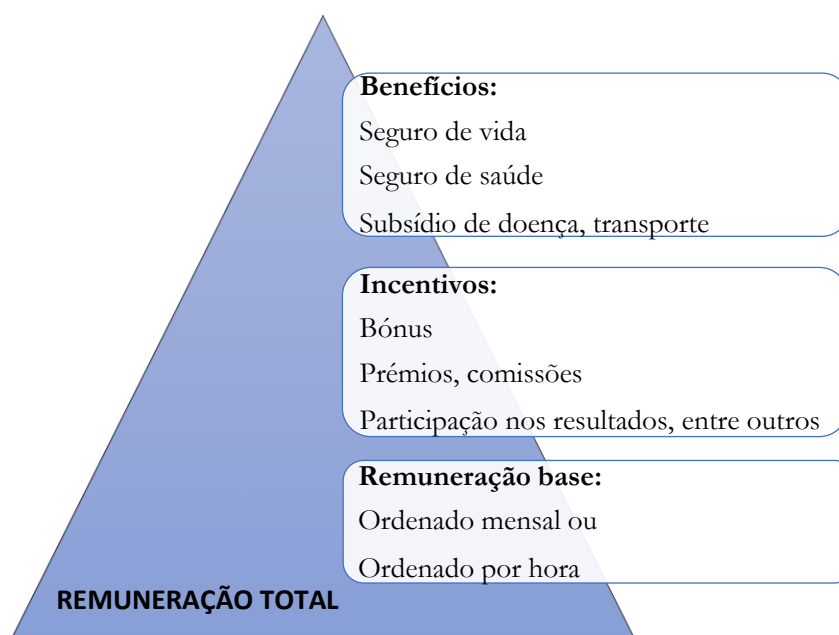 Benefícios:
Seguro de vida
Seguro de saúde
Subsídio de doença, transporte
Incentivos:
Bónus
Prémios, comissões
Participação nos resultados, entre outros
Remuneração base:
Ordenado mensal ou
Ordenado por hora
REMUNERAÇÃO TOTAL